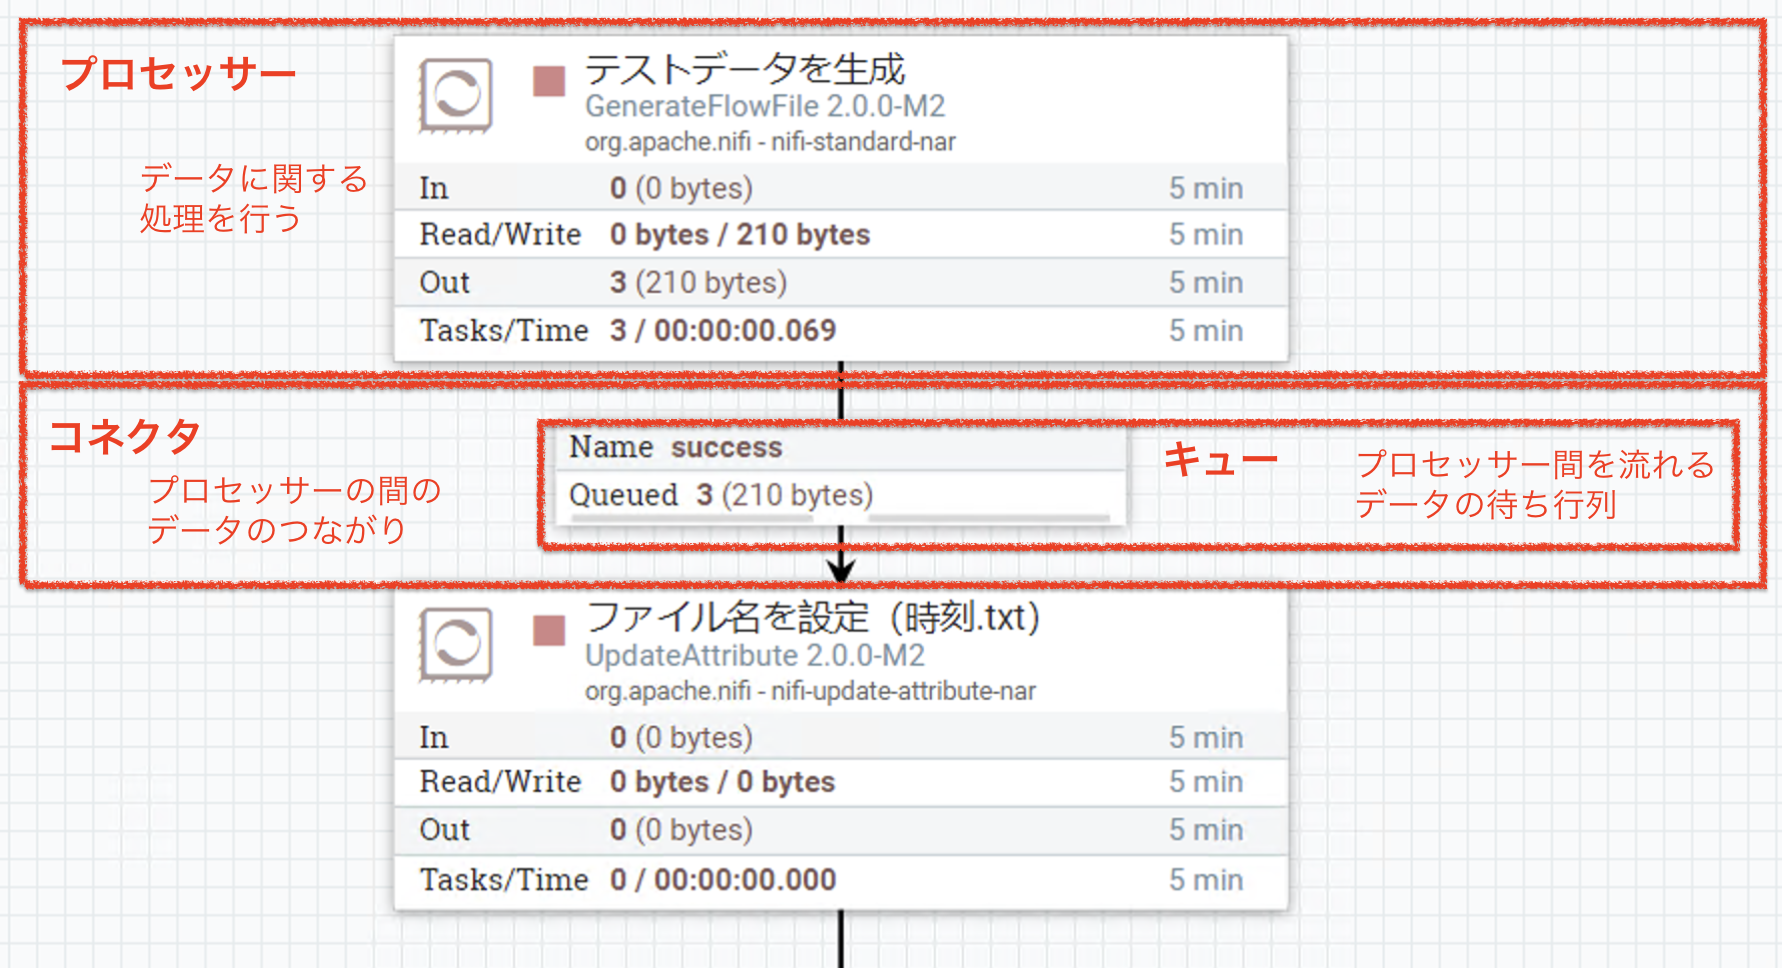 プロセッサー
データに関する
処理を行う
テストデータを生成
GenerateFlowFile 2.0.0-M2
org.apache.nifi - nifi-standard-nar
In 0 (0 bytes) 5 min
Read/Write 0 bytes / 210 bytes 5 min
Out 3 (210 bytes) 5 min
Tasks/Time 3 / 00:00:00.069 5 min
コネクタ
プロセッサーの間の
データのつながり
Name success
Queued 3 (210 bytes)
キュー
プロセッサー間を流れる
データの待ち行列
ファイル名を設定（時刻.txt）
UpdateAttribute 2.0.0-M2
org.apache.nifi - nifi-update-attribute-nar
In 0 (0 bytes) 5 min
Read/Write 0 bytes / 0 bytes 5 min
Out 0 (0 bytes) 5 min
Tasks/Time 0 / 00:00:00.000 5 min